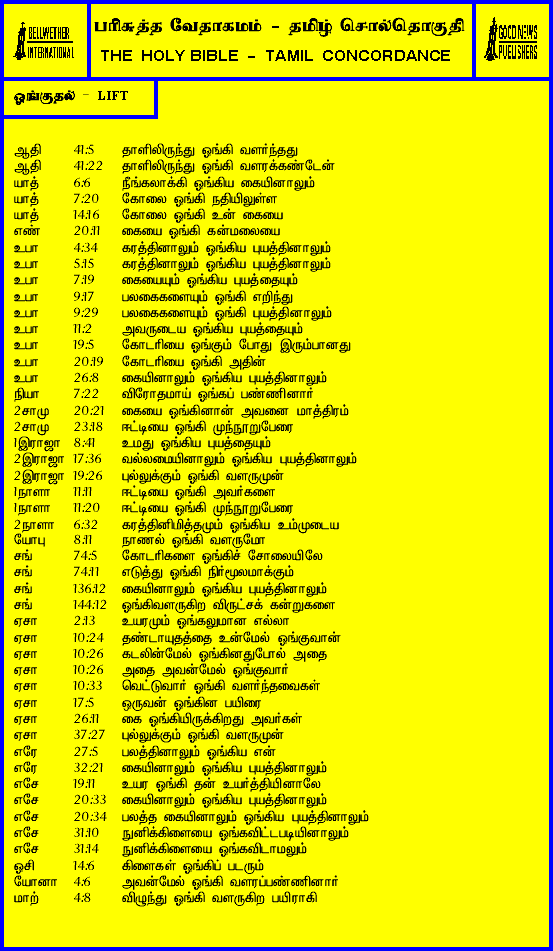 BELLWETHER
INTERNATIONAL
பரிசுத்த வேதாகமம் - தமிழ் சொல்தொகுதி
THE HOLY BIBLE - TAMIL CONCORDANCE
GOOD NEWS
PUBLISHERS
ஓங்குதல் - LIFT
ஆதி 41:5 தாளிலிருந்து ஓங்கி வளர்ந்தது
ஆதி 41:22 தாளிலிருந்து ஓங்கி வளரக்கண்டேன்
யாத் 6:6 நீங்கலாக்கி ஓங்கிய கையினாலும்
யாத் 7:20 கோலை ஓங்கி நதியிலுள்ள
யாத் 14:16 கோலை ஓங்கி உன் கையை
எண் 20:11 கையை ஓங்கி கன்மலையை
உபா 4:34 கரத்தினாலும் ஓங்கிய புயத்தினாலும்
உபா 5:15 கரத்தினாலும் ஓங்கிய புயத்தினாலும்
உபா 7:19 கையையும் ஓங்கிய புயத்தையும்
உபா 9:17 பலகைகளையும் ஓங்கி எறிந்து
உபா 9:29 பலகைகளையும் ஓங்கி புயத்தினாலும்
உபா 11:2 அவருடைய ஓங்கிய புயத்தையும்
உபா 19:5 கோடரியை ஓங்கும் போது இரும்பானது
உபா 20:19 கோடரியை ஓங்கி அதின்
உபா 26:8 கையினாலும் ஓங்கிய புயத்தினாலும்
நியா 7:22 விரோதமாய் ஓங்கப் பண்ணினார்
2சாமு 20:21 கையை ஓங்கினான் அவனை மாத்திரம்
2சாமு 23:18 ஈட்டியை ஓங்கி முந்நூறுபேரை
1இராஜா 8:41 உமது ஓங்கிய புயத்தையும்
2இராஜா 17:36 வல்லமையினாலும் ஓங்கிய புயத்தினாலும்
2இராஜா 19:26 புல்லுக்கும் ஓங்கி வளருமுன்
1நாளா 11:11 ஈட்டியை ஓங்கி அவர்களை
1நாளா 11:20 ஈட்டியை ஓங்கி முந்நூறுபேரை
2நாளா 6:32 கரத்தினிமித்தமும் ஓங்கிய உம்முடைய
யோபு 8:11 நாணல் ஓங்கி வளருமோ
சங் 74:5 கோடரிகளை ஓங்கிச் சோலையிலே
சங் 74:11 எடுத்து ஓங்கி நிர்மூலமாக்கும்
சங் 136:12 கையினாலும் ஓங்கிய புயத்தினாலும்
சங் 144:12 ஓங்கிவளருகிற விருட்சக் கன்றுகளை
ஏசா 2:13 உயரமும் ஓங்கலுமான எல்லா
ஏசா 10:24 தண்டாயுதத்தை உன்மேல் ஓங்குவான்
ஏசா 10:26 கடலின்மேல் ஓங்கினதுபோல் அதை
ஏசா 10:26 அதை அவன்மேல் ஓங்குவார்
ஏசா 10:33 வெட்டுவார் ஓங்கி வளர்ந்தவைகள்
ஏசா 17:5 ஒருவன் ஓங்கின பயிரை
ஏசா 26:11 கை ஓங்கியிருக்கிறது அவர்கள்
ஏசா 37:27 புல்லுக்கும் ஓங்கி வளருமுன்
எரே 27:5 பலத்தினாலும் ஓங்கிய என்
எரே 32:21 கையினாலும் ஓங்கிய புயத்தினாலும்
எசே 19:11 உயர ஓங்கி தன் உயர்த்தியினாலே
எசே 20:33 கையினாலும் ஓங்கிய புயத்தினாலும்
எசே 20:34 பலத்த கையினாலும் ஓங்கிய புயத்தினாலும்
எசே 31:10 நுனிக்கிளையை ஓங்கவிட்டபடியினாலும்
எசே 31:14 நுனிக்கிளையை ஓங்கவிடாமலும்
ஓசி 14:6 கிளைகள் ஓங்கிப் படரும்
யோனா 4:6 அவன்மேல் ஓங்கி வளரப்பண்ணினார்
மாற் 4:8 விழுந்து ஓங்கி வளருகிற பயிராகி